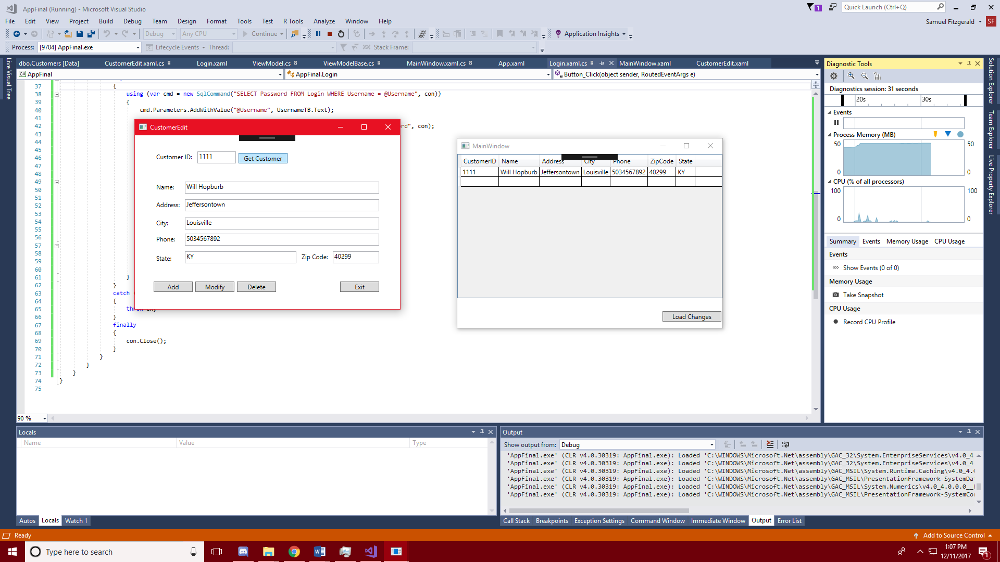 AppFinal (Running) - Microsoft Visual Studio
1
Quick Launch (Ctrl+Q)
File Edit View Project Build Debug Team Design Format Tools Test R Tools Analyze Window Help
Samuel Fitzgerald SF
Debug Any CPU Continue Application Insights
Process: [9704] AppFinal.exe Lifecycle Events Thread: Stack Frame:
Live Visual Tree
dbo.Customers [Data] CustomerEdit.xaml.cs Login.xaml ViewModel.cs ViewModelBase.cs MainWindow.xaml.cs App.xaml Login.xaml.cs MainWindow.xaml CustomerEdit.xaml
AppFinal AppFinal.Login Button_Click(object sender, RoutedEventArgs e)
37 {
38 using (var cmd = new SqlCommand("SELECT Password FROM Login WHERE Username = @Username", con))
39 {
40 cmd.Parameters.AddWithValue("@Username", UsernameTB.Text);
41
42 rd", con);
43
44
45
46
47
48
49
50
51
52
53
54
55
56
57
58
59
60
61 }
62 }
63 catch
64 {
65 throw ex;
66 }
67 finally
68 {
69 con.Close();
70 }
71 }
72 }
73 }
74 }
75
90 %
CustomerEdit
Customer ID: 1111 Get Customer
Name: Will Hopburb
Address: Jeffersontown
City: Louisville
Phone: 5034567892
State: KY Zip Code: 40299
Add Modify Delete Exit
MainWindow
CustomerID Name Address City Phone ZipCode State
1111 Will Hopburb Jeffersontown Louisville 5034567892 40299 KY
Load Changes
Diagnostic Tools
Diagnostics session: 31 seconds
20s 30s
Events
Process Memory (MB)
50 50
0 0
CPU (% of all processors)
100 100
0 0
Summary Events Memory Usage CPU Usage
Events
Show Events (0 of 0)
Memory Usage
Take Snapshot
CPU Usage
Record CPU Profile
Solution Explorer
Team Explorer
Live Property Explorer
Locals
Name Value Type
Autos Locals Watch 1
Output
Show output from: Debug
'AppFinal.exe' (CLR v4.0.30319: AppFinal.exe): Loaded 'C:\WINDOWS\Microsoft.Net\assembly\GAC_32\System.EnterpriseServices\v4.0_4
'AppFinal.exe' (CLR v4.0.30319: AppFinal.exe): Loaded 'C:\WINDOWS\Microsoft.Net\assembly\GAC_32\System.EnterpriseServices\v4.0_4
'AppFinal.exe' (CLR v4.0.30319: AppFinal.exe): Loaded 'C:\WINDOWS\Microsoft.Net\assembly\GAC_MSIL\System.Runtime.Caching\v4.0_4.
'AppFinal.exe' (CLR v4.0.30319: AppFinal.exe): Loaded 'C:\WINDOWS\Microsoft.Net\assembly\GAC_MSIL\PresentationFramework-SystemDa
'AppFinal.exe' (CLR v4.0.30319: AppFinal.exe): Loaded 'C:\WINDOWS\Microsoft.Net\assembly\GAC_MSIL\System.Numerics\v4.0_4.0.0.0__
'AppFinal.exe' (CLR v4.0.30319: AppFinal.exe): Loaded 'C:\WINDOWS\Microsoft.Net\assembly\GAC_MSIL\PresentationFramework-SystemCo
Call Stack Breakpoints Exception Settings Command Window Immediate Window Output Error List
Ready
Add to Source Control
Type here to search
1:07 PM
12/11/2017
1